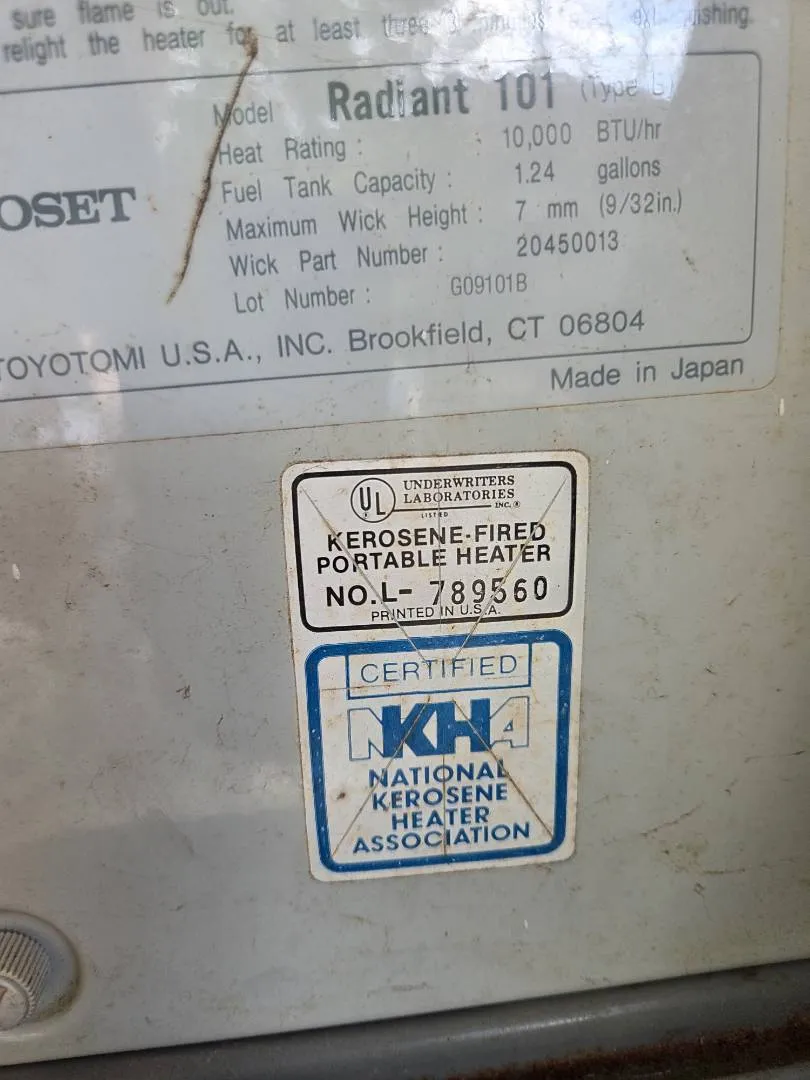 sure flame is out.
relight the heater for at least three
Model Radiant 101 (Type
Heat Rating : 10,000 BTU/hr
Fuel Tank Capacity : 1.24 gallons
Maximum Wick Height : 7 mm (9/32in.)
Wick Part Number : 20450013
Lot Number : G09101B
OSET
TOYOTOMI U.S.A., INC. Brookfield, CT 06804
Made in Japan
UL
LISTED
UNDERWRITERS
LABORATORIES
INC. ®
KEROSENE-FIRED
PORTABLE HEATER
NO.L- 789560
PRINTED IN U.S.A.
CERTIFIED
NKHA
NATIONAL
KEROSENE
HEATER
ASSOCIATION